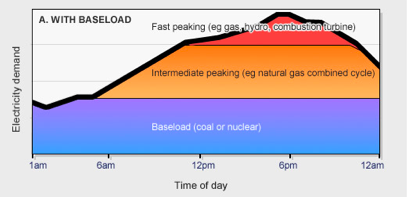 A. WITH BASELOAD
Fast peaking (eg gas, hydro, combustion turbine)
Intermediate peaking (eg natural gas combined cycle)
Baseload (coal or nuclear)
Electricity demand
1am 6am 12pm 6pm 12am
Time of day